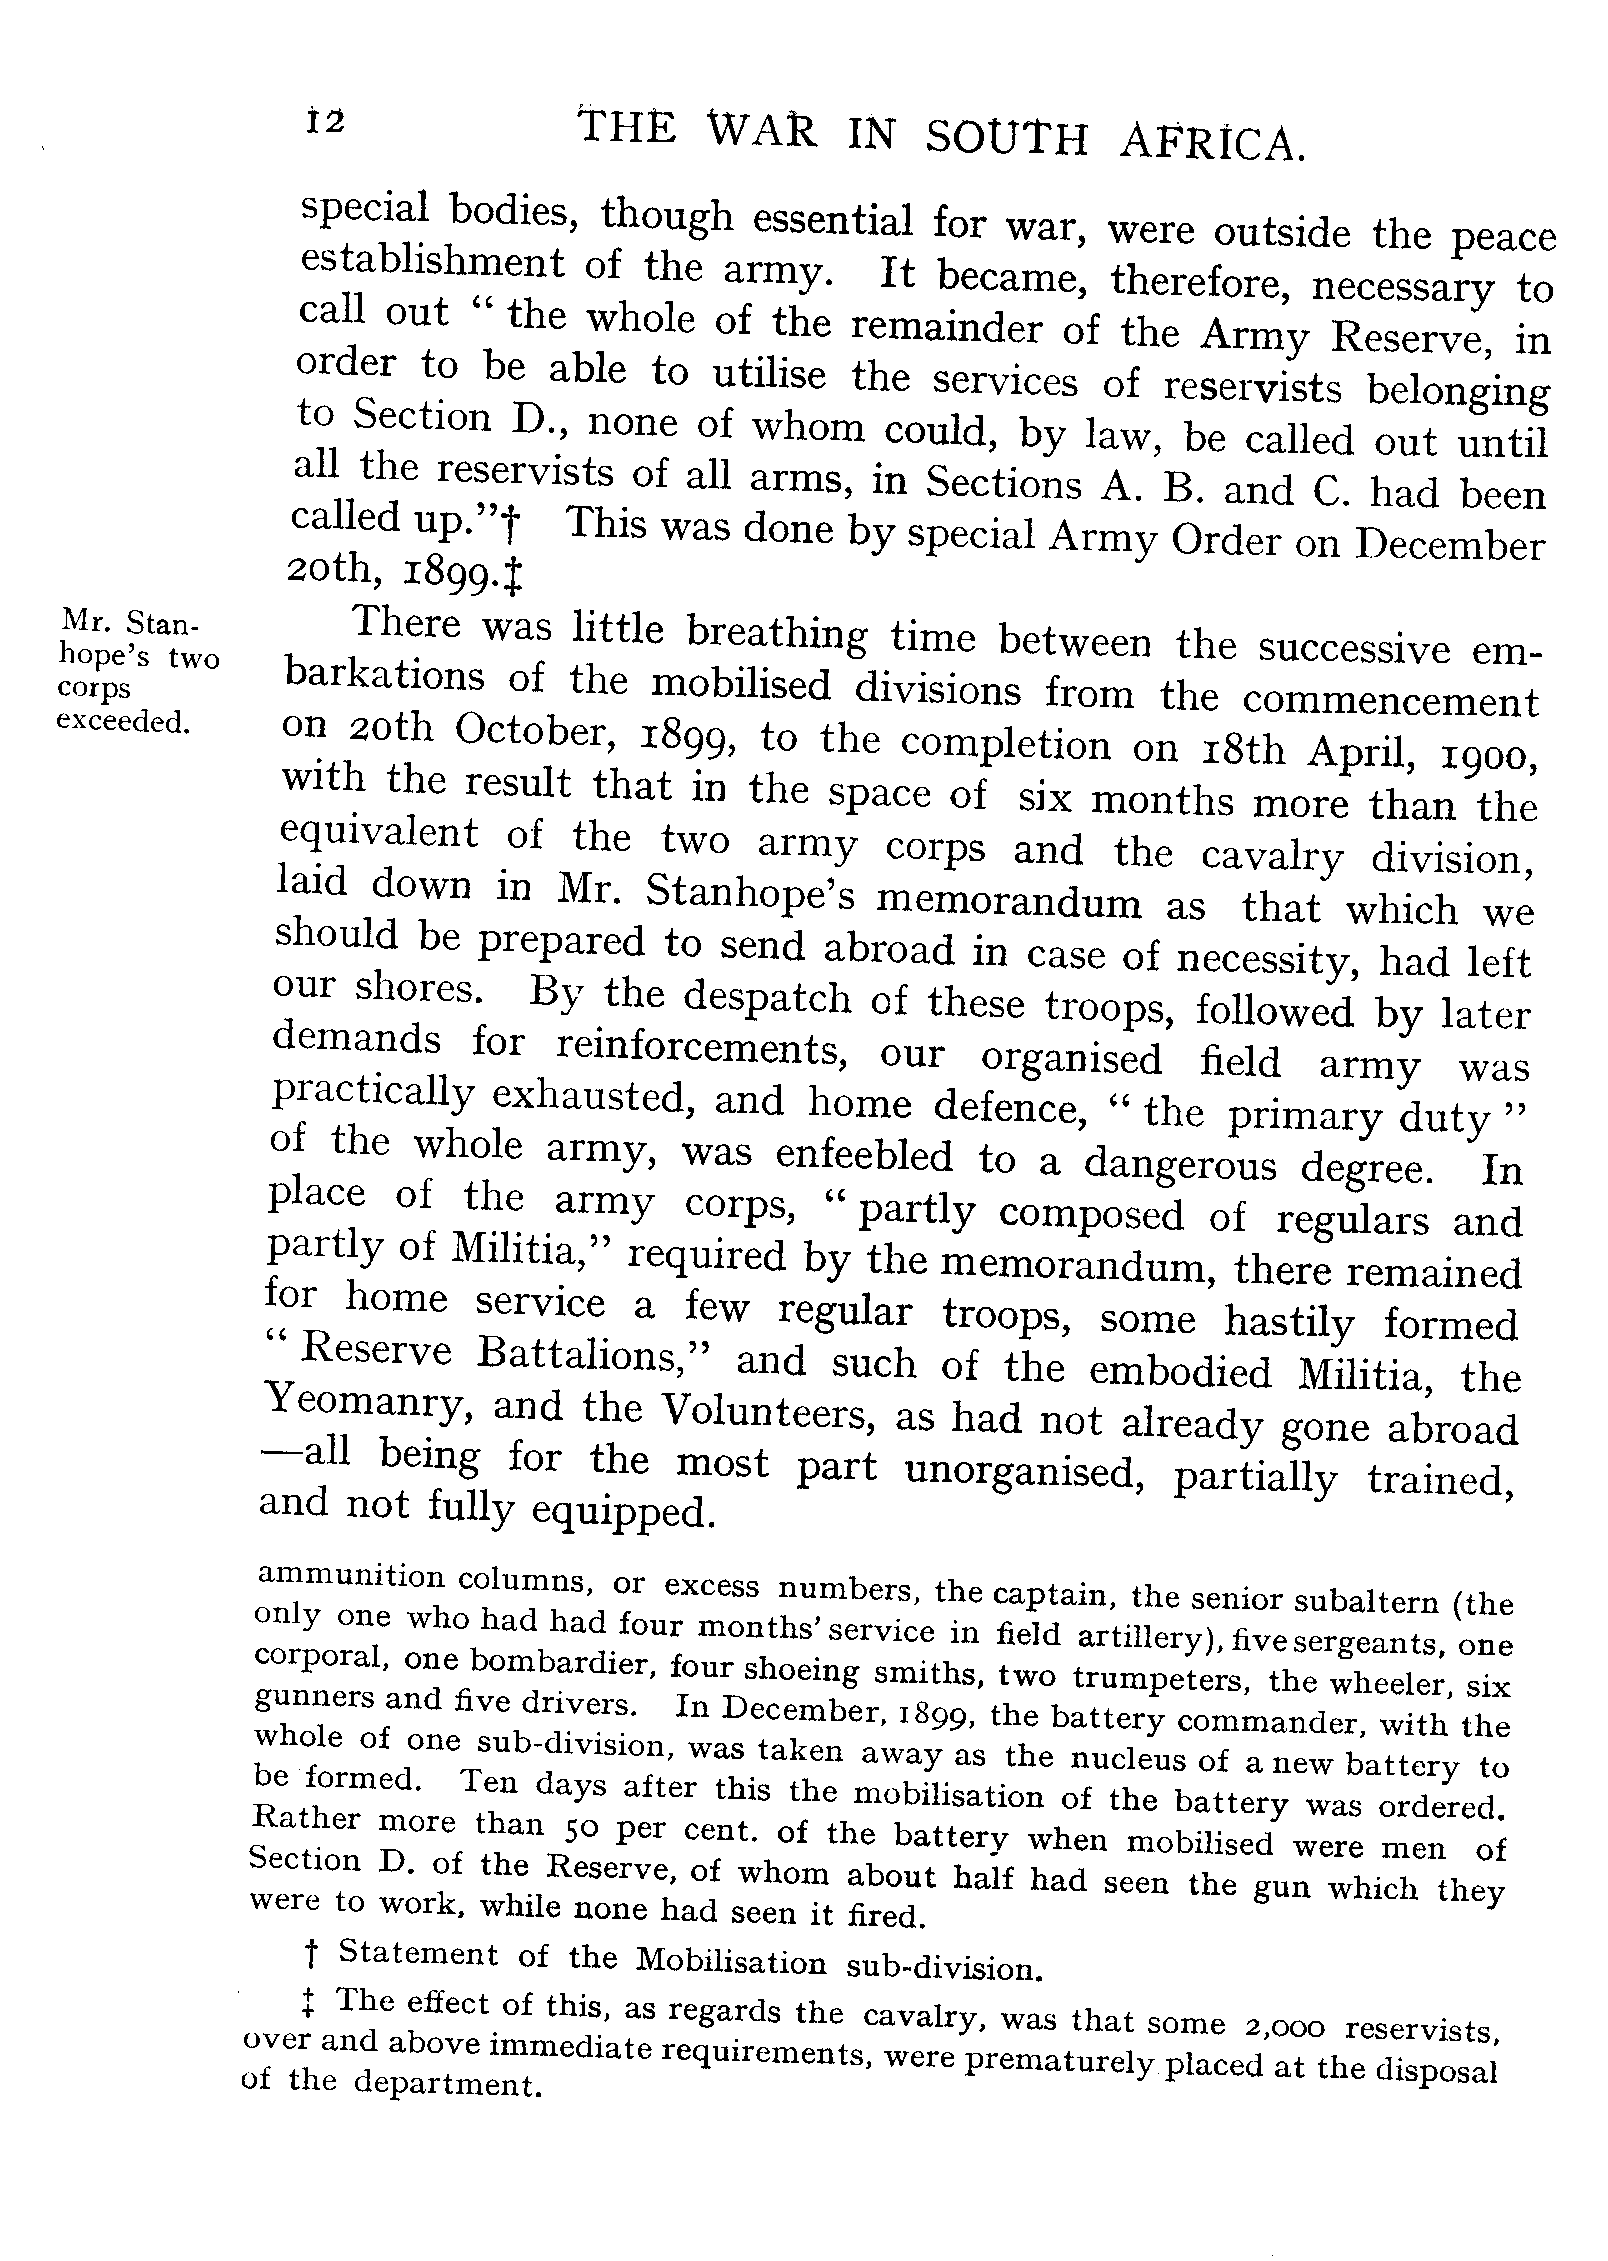 12 THE WAR IN SOUTH AFRICA.
special bodies, though essential for war, were outside the peace
establishment of the army. It became, therefore, necessary to
call out “ the whole of the remainder of the Army Reserve, in
order to be able to utilise the services of reservists belonging
to Section D., none of whom could, by law, be called out until
all the reservists of all arms, in Sections A. B. and C. had been
called up.”† This was done by special Army Order on December
20th, 1899.‡
Mr. Stan-
hope’s two
corps
exceeded.
There was little breathing time between the successive em-
barkations of the mobilised divisions from the commencement
on 20th October, 1899, to the completion on 18th April, 1900,
with the result that in the space of six months more than the
equivalent of the two army corps and the cavalry division,
laid down in Mr. Stanhope’s memorandum as that which we
should be prepared to send abroad in case of necessity, had left
our shores. By the despatch of these troops, followed by later
demands for reinforcements, our organised field army was
practically exhausted, and home defence, “ the primary duty ”
of the whole army, was enfeebled to a dangerous degree. In
place of the army corps, “ partly composed of regulars and
partly of Militia,” required by the memorandum, there remained
for home service a few regular troops, some hastily formed
“ Reserve Battalions,” and such of the embodied Militia, the
Yeomanry, and the Volunteers, as had not already gone abroad
—all being for the most part unorganised, partially trained,
and not fully equipped.
ammunition columns, or excess numbers, the captain, the senior subaltern (the
only one who had had four months’ service in field artillery), five sergeants, one
corporal, one bombardier, four shoeing smiths, two trumpeters, the wheeler, six
gunners and five drivers. In December, 1899, the battery commander, with the
whole of one sub-division, was taken away as the nucleus of a new battery to
be formed. Ten days after this the mobilisation of the battery was ordered.
Rather more than 50 per cent. of the battery when mobilised were men of
Section D. of the Reserve, of whom about half had seen the gun which they
were to work, while none had seen it fired.
† Statement of the Mobilisation sub-division.
‡ The effect of this, as regards the cavalry, was that some 2,000 reservists,
over and above immediate requirements, were prematurely placed at the disposal
of the department.